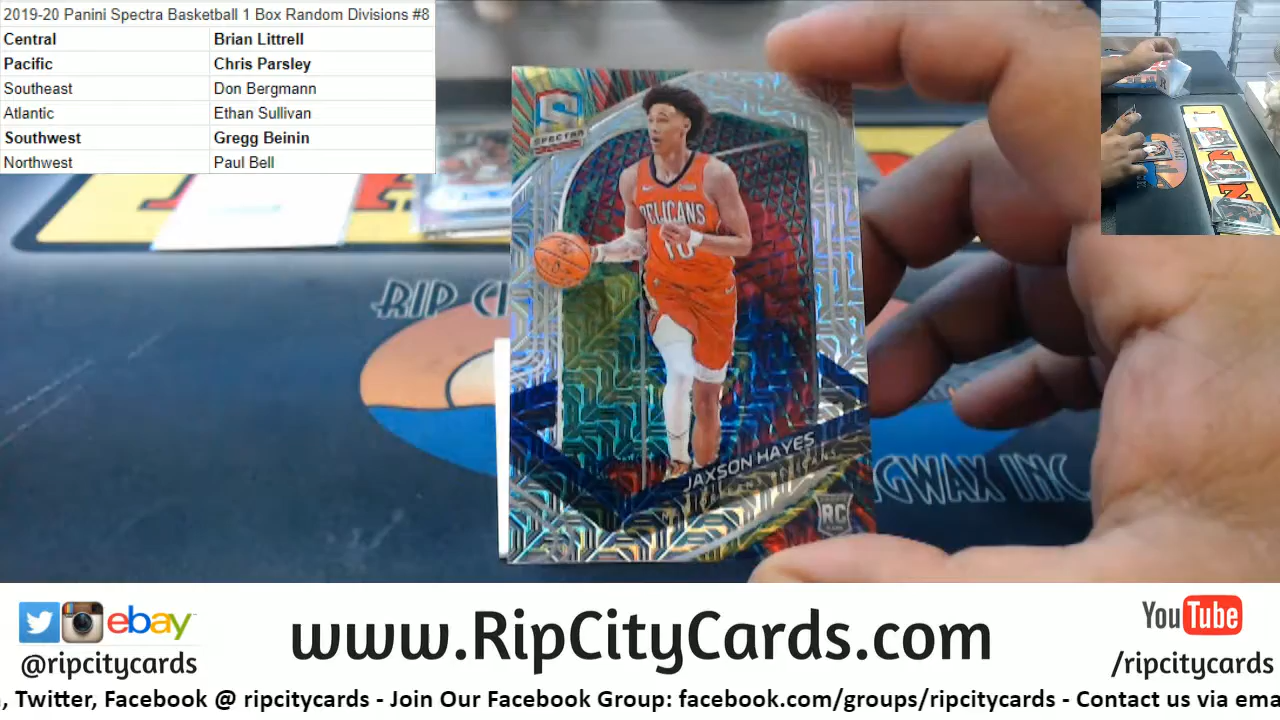 2019-20 Panini Spectra Basketball 1 Box Random Divisions #8
Central Brian Littrell
Pacific Chris Parsley
Southeast Don Bergmann
Atlantic Ethan Sullivan
Southwest Gregg Beinin
Northwest Paul Bell
SPECTRA
PELICANS
10
JAXSON HAYES
RC
RIP CI
GWAX INC
ebay
@ripcitycards
www.RipCityCards.com
YouTube
/ripcitycards
, Twitter, Facebook @ ripcitycards - Join Our Facebook Group: facebook.com/groups/ripcitycards - Contact us via ema